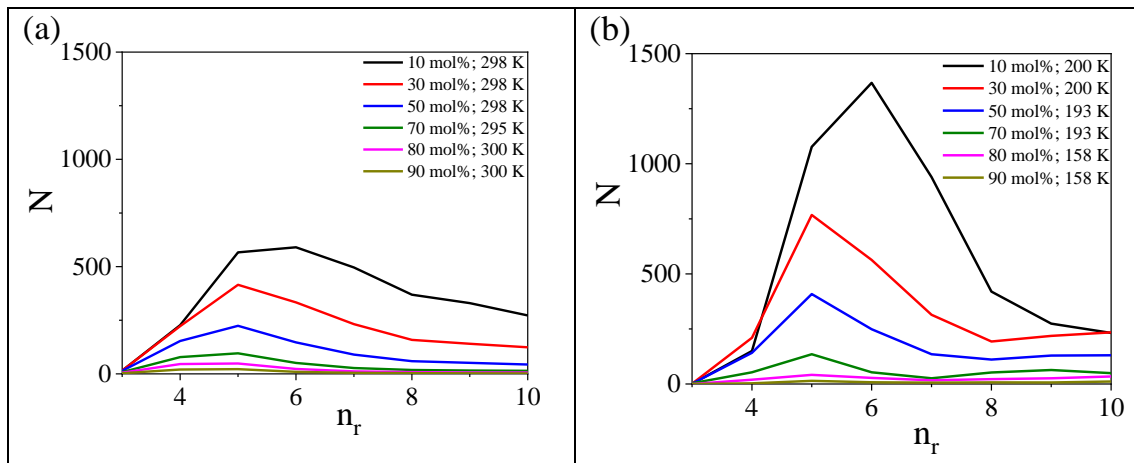 (a)
1500
1000
500
0
N
10 mol%; 298 K
30 mol%; 298 K
50 mol%; 298 K
70 mol%; 295 K
80 mol%; 300 K
90 mol%; 300 K
4 6 8 10
n_r
(b)
1500
1000
500
0
N
10 mol%; 200 K
30 mol%; 200 K
50 mol%; 193 K
70 mol%; 193 K
80 mol%; 158 K
90 mol%; 158 K
4 6 8 10
n_r